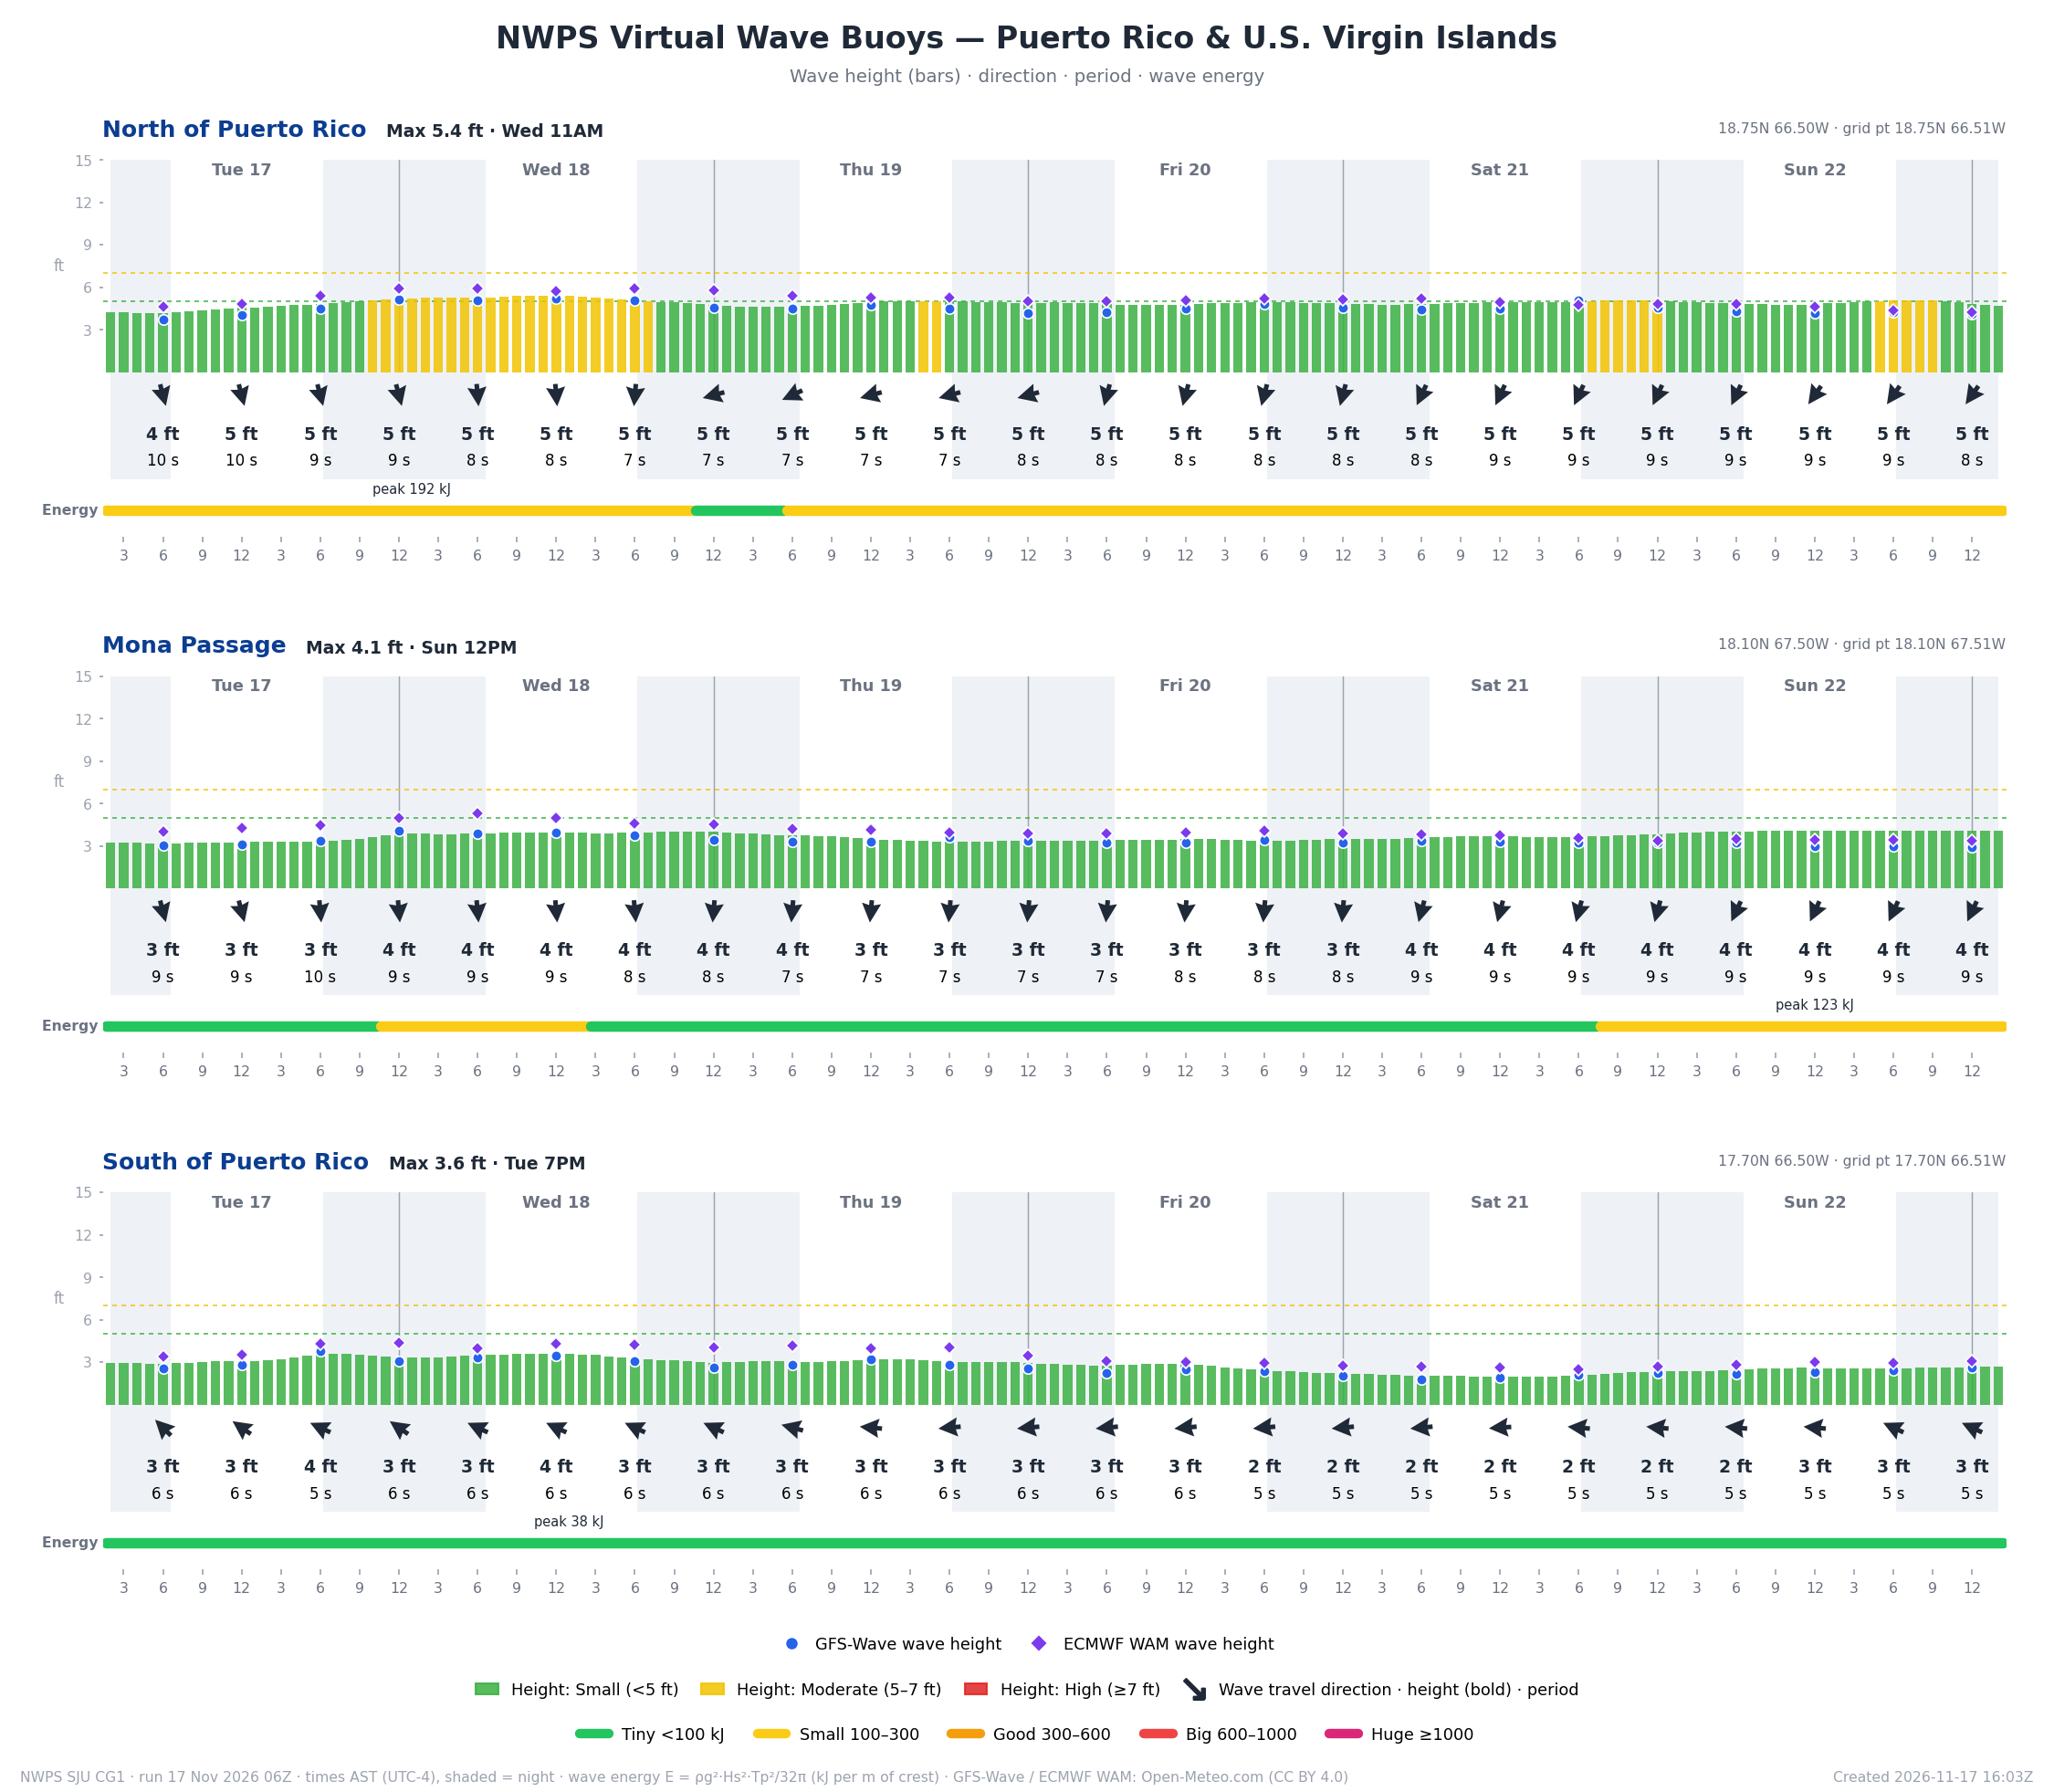 NWPS Virtual Wave Buoys — Puerto Rico & U.S. Virgin Islands
Wave height (bars) · direction · period · wave energy
North of Puerto Rico Max 5.4 ft · Wed 11AM 18.75N 66.50W · grid pt 18.75N 66.51W
Tue 17 Wed 18 Thu 19 Fri 20 Sat 21 Sun 22
15
12
9
ft
6
3
4 ft 5 ft 5 ft 5 ft 5 ft 5 ft 5 ft 5 ft 5 ft 5 ft 5 ft 5 ft 5 ft 5 ft 5 ft 5 ft 5 ft 5 ft 5 ft 5 ft 5 ft 5 ft 5 ft 5 ft
10 s 10 s 9 s 9 s 8 s 8 s 7 s 7 s 7 s 7 s 7 s 8 s 8 s 8 s 8 s 8 s 8 s 9 s 9 s 9 s 9 s 9 s 9 s 8 s
peak 192 kJ
Energy
3 6 9 12 3 6 9 12 3 6 9 12 3 6 9 12 3 6 9 12 3 6 9 12 3 6 9 12 3 6 9 12 3 6 9 12 3 6 9 12 3 6 9 12 3 6 9 12
Mona Passage Max 4.1 ft · Sun 12PM 18.10N 67.50W · grid pt 18.10N 67.51W
Tue 17 Wed 18 Thu 19 Fri 20 Sat 21 Sun 22
15
12
9
ft
6
3
3 ft 3 ft 3 ft 4 ft 4 ft 4 ft 4 ft 4 ft 4 ft 3 ft 3 ft 3 ft 3 ft 3 ft 3 ft 3 ft 4 ft 4 ft 4 ft 4 ft 4 ft 4 ft 4 ft 4 ft
9 s 9 s 10 s 9 s 9 s 9 s 8 s 8 s 7 s 7 s 7 s 7 s 7 s 8 s 8 s 8 s 9 s 9 s 9 s 9 s 9 s 9 s 9 s 9 s
peak 123 kJ
Energy
3 6 9 12 3 6 9 12 3 6 9 12 3 6 9 12 3 6 9 12 3 6 9 12 3 6 9 12 3 6 9 12 3 6 9 12 3 6 9 12 3 6 9 12 3 6 9 12
South of Puerto Rico Max 3.6 ft · Tue 7PM 17.70N 66.50W · grid pt 17.70N 66.51W
Tue 17 Wed 18 Thu 19 Fri 20 Sat 21 Sun 22
15
12
9
ft
6
3
3 ft 3 ft 4 ft 3 ft 3 ft 4 ft 3 ft 3 ft 3 ft 3 ft 3 ft 3 ft 3 ft 3 ft 2 ft 2 ft 2 ft 2 ft 2 ft 2 ft 2 ft 3 ft 3 ft 3 ft
6 s 6 s 5 s 6 s 6 s 6 s 6 s 6 s 6 s 6 s 6 s 6 s 6 s 6 s 5 s 5 s 5 s 5 s 5 s 5 s 5 s 5 s 5 s 5 s
peak 38 kJ
Energy
3 6 9 12 3 6 9 12 3 6 9 12 3 6 9 12 3 6 9 12 3 6 9 12 3 6 9 12 3 6 9 12 3 6 9 12 3 6 9 12 3 6 9 12 3 6 9 12
GFS-Wave wave height ECMWF WAM wave height
Height: Small (<5 ft) Height: Moderate (5–7 ft) Height: High (≥7 ft) Wave travel direction · height (bold) · period
Tiny <100 kJ Small 100–300 Good 300–600 Big 600–1000 Huge ≥1000
NWPS SJU CG1 · run 17 Nov 2026 06Z · times AST (UTC-4), shaded = night · wave energy E = ρg²·Hs²·Tp²/32π (kJ per m of crest) · GFS-Wave / ECMWF WAM: Open-Meteo.com (CC BY 4.0) Created 2026-11-17 16:03Z